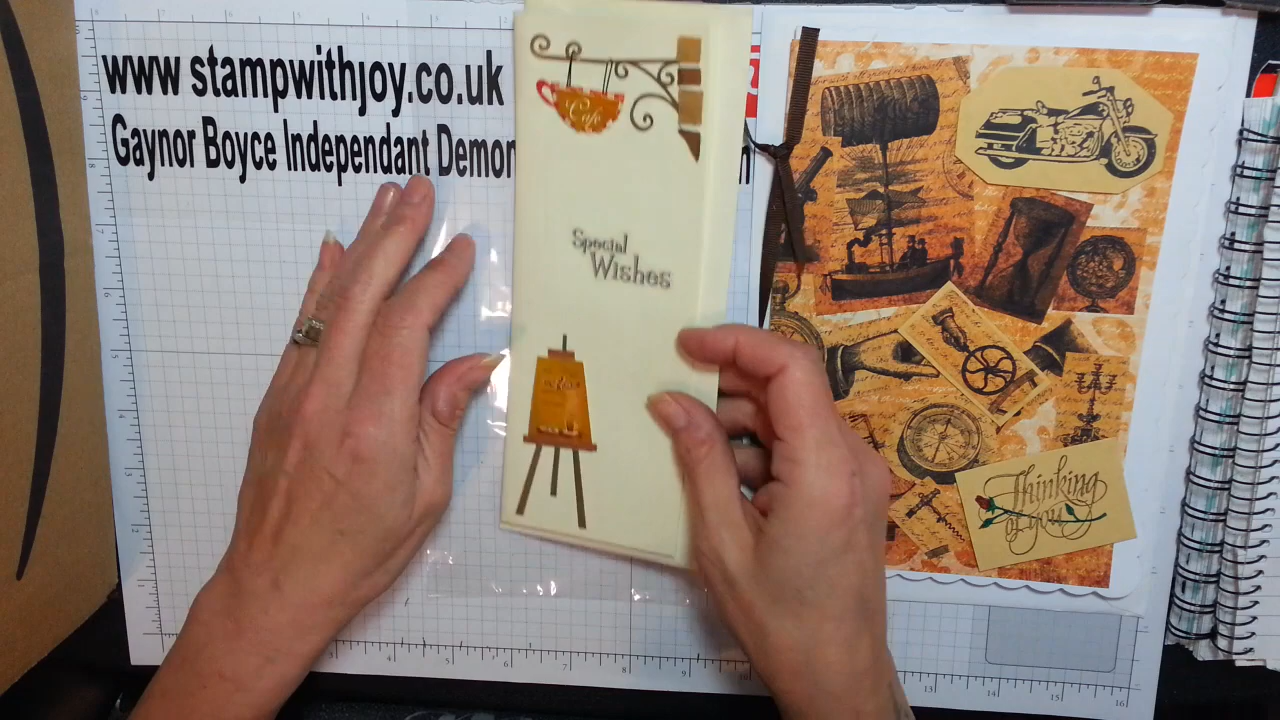 www stampwithjoy.co.uk
Gaynor Boyce Independant Demon
Cafe
Special
Wishes
Thinking
of you